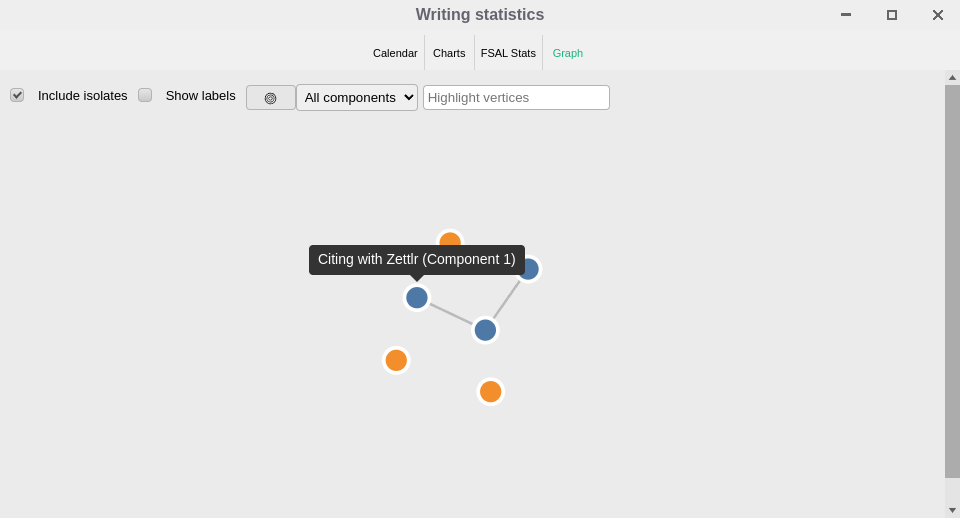 Writing statistics
Calendar Charts FSAL Stats Graph
Include isolates Show labels All components Highlight vertices
Citing with Zettlr (Component 1)